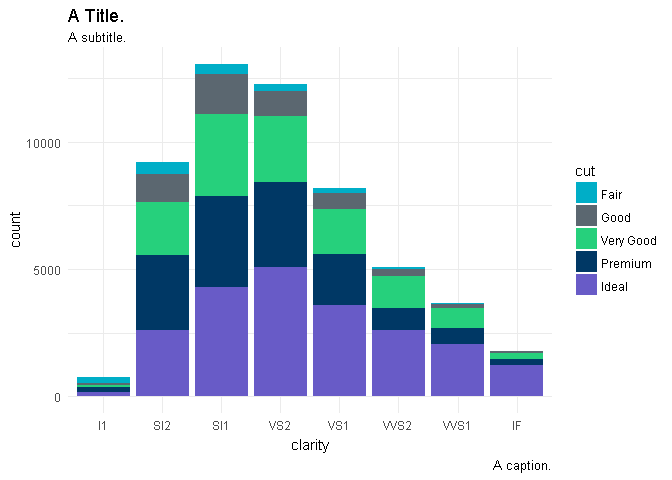 A Title.
A subtitle.
count
10000
5000
0
I1 SI2 SI1 VS2 VS1 VVS2 VVS1 IF
clarity
cut
Fair
Good
Very Good
Premium
Ideal
A caption.